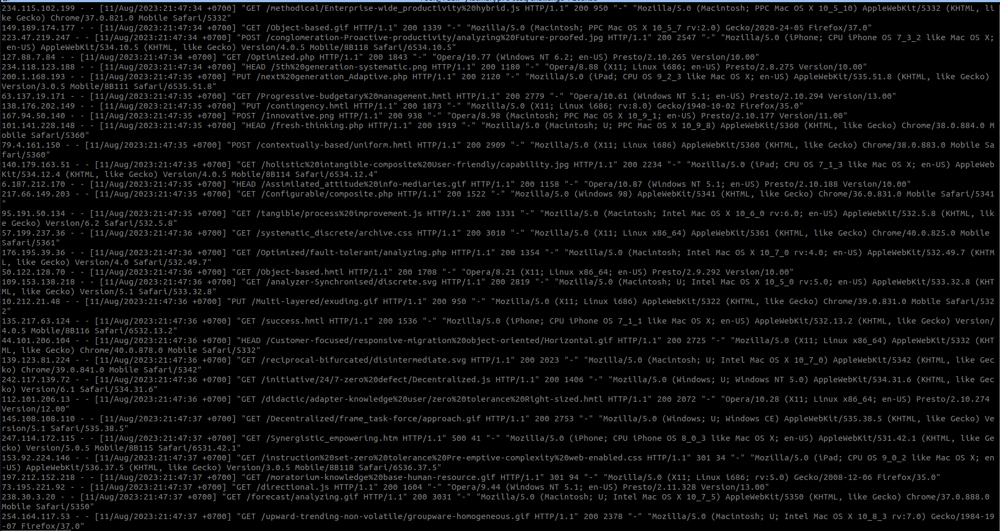 234.115.102.199 - - [11/Aug/2023:21:47:34 +0700] "GET /methodical/Enterprise-wide_productivity%20hybrid.js HTTP/1.1" 200 950 "-" "Mozilla/5.0 (Macintosh; PPC Mac OS X 10_5_10) AppleWebKit/5332 (KHTML, li
ke Gecko) Chrome/37.0.821.0 Mobile Safari/5332"
149.189.174.177 - - [11/Aug/2023:21:47:34 +0700] "GET /Object-based.gif HTTP/1.1" 200 1339 "-" "Mozilla/5.0 (Macintosh; PPC Mac OS X 10_5_7 rv:2.0) Gecko/2020-24-05 Firefox/37.0"
223.47.219.247 - - [11/Aug/2023:21:47:34 +0700] "POST /conglomeration-Proactive-productivity/analyzing%20Future-proofed.jpg HTTP/1.1" 200 2547 "-" "Mozilla/5.0 (iPhone; CPU iPhone OS 7_3_2 like Mac OS X;
 en-US) AppleWebKit/534.10.5 (KHTML, like Gecko) Version/4.0.5 Mobile/8B118 Safari/6534.10.5"
127.88.7.84 - - [11/Aug/2023:21:47:34 +0700] "GET /Optimized.php HTTP/1.1" 200 1843 "-" "Opera/10.77 (Windows NT 6.2; en-US) Presto/2.10.265 Version/10.00"
234.118.123.188 - - [11/Aug/2023:21:47:34 +0700] "HEAD /5th%20generation-systematic.png HTTP/1.1" 200 1180 "-" "Opera/8.88 (X11; Linux i686; en-US) Presto/2.8.275 Version/10.00"
200.1.168.193 - - [11/Aug/2023:21:47:35 +0700] "PUT /next%20generation_Adaptive.php HTTP/1.1" 200 2120 "-" "Mozilla/5.0 (iPad; CPU OS 9_2_3 like Mac OS X; en-US) AppleWebKit/535.51.8 (KHTML, like Gecko)
Version/3.0.5 Mobile/8B111 Safari/6535.51.8"
63.137.19.171 - - [11/Aug/2023:21:47:35 +0700] "GET /Progressive-budgetary%20management.hmtl HTTP/1.1" 200 2779 "-" "Opera/10.61 (Windows NT 5.1; en-US) Presto/2.10.294 Version/13.00"
138.176.202.149 - - [11/Aug/2023:21:47:35 +0700] "PUT /contingency.hmtl HTTP/1.1" 200 1873 "-" "Mozilla/5.0 (X11; Linux i686; rv:8.0) Gecko/1940-10-02 Firefox/35.0"
167.94.50.140 - - [11/Aug/2023:21:47:35 +0700] "POST /Innovative.png HTTP/1.1" 200 938 "-" "Opera/8.98 (Macintosh; PPC Mac OS X 10_9_1; en-US) Presto/2.10.177 Version/11.00"
101.141.228.148 - - [11/Aug/2023:21:47:35 +0700] "HEAD /fresh-thinking.php HTTP/1.1" 200 1919 "-" "Mozilla/5.0 (Macintosh; U; PPC Mac OS X 10_9_8) AppleWebKit/5360 (KHTML, like Gecko) Chrome/38.0.884.0 M
obile Safari/5360"
79.4.161.150 - - [11/Aug/2023:21:47:35 +0700] "POST /contextually-based/uniform.hmtl HTTP/1.1" 200 2909 "-" "Mozilla/5.0 (X11; Linux i686) AppleWebKit/5360 (KHTML, like Gecko) Chrome/38.0.883.0 Mobile Sa
fari/5360"
140.179.163.51 - - [11/Aug/2023:21:47:35 +0700] "GET /holistic%20intangible-composite%20User-friendly/capability.jpg HTTP/1.1" 200 2234 "-" "Mozilla/5.0 (iPad; CPU OS 7_1_3 like Mac OS X; en-US) AppleWeb
Kit/534.12.4 (KHTML, like Gecko) Version/4.0.5 Mobile/8B114 Safari/6534.12.4"
6.187.212.170 - - [11/Aug/2023:21:47:35 +0700] "HEAD /Assimilated_attitude%20info-mediaries.gif HTTP/1.1" 200 1158 "-" "Opera/10.87 (Windows NT 5.1; en-US) Presto/2.10.188 Version/10.00"
217.66.149.203 - - [11/Aug/2023:21:47:35 +0700] "GET /Configurable/composite.php HTTP/1.1" 200 1522 "-" "Mozilla/5.0 (Windows 98) AppleWebKit/5341 (KHTML, like Gecko) Chrome/36.0.831.0 Mobile Safari/5341
"
95.191.50.134 - - [11/Aug/2023:21:47:35 +0700] "GET /tangible/process%20improvement.js HTTP/1.1" 200 1331 "-" "Mozilla/5.0 (Macintosh; Intel Mac OS X 10_6_0 rv:6.0; en-US) AppleWebKit/532.5.8 (KHTML, lik
e Gecko) Version/6.2 Safari/532.5.8"
57.199.237.36 - - [11/Aug/2023:21:47:36 +0700] "GET /systematic_discrete/archive.css HTTP/1.1" 200 3010 "-" "Mozilla/5.0 (X11; Linux x86_64) AppleWebKit/5361 (KHTML, like Gecko) Chrome/40.0.825.0 Mobile
Safari/5361"
176.195.39.36 - - [11/Aug/2023:21:47:36 +0700] "GET /Optimized/fault-tolerant/analyzing.php HTTP/1.1" 200 1354 "-" "Mozilla/5.0 (Macintosh; Intel Mac OS X 10_7_0 rv:4.0; en-US) AppleWebKit/532.49.7 (KHTM
L, like Gecko) Version/4.0 Safari/532.49.7"
50.122.128.70 - - [11/Aug/2023:21:47:36 +0700] "GET /Object-based.hmtl HTTP/1.1" 200 1708 "-" "Opera/8.21 (X11; Linux x86_64; en-US) Presto/2.9.292 Version/10.00"
109.153.138.218 - - [11/Aug/2023:21:47:36 +0700] "GET /analyzer-Synchronised/discrete.svg HTTP/1.1" 200 2819 "-" "Mozilla/5.0 (Macintosh; U; Intel Mac OS X 10_5_0 rv:5.0; en-US) AppleWebKit/533.32.8 (KHT
ML, like Gecko) Version/5.1 Safari/533.32.8"
10.212.21.48 - - [11/Aug/2023:21:47:36 +0700] "PUT /Multi-layered/exuding.gif HTTP/1.1" 200 950 "-" "Mozilla/5.0 (X11; Linux i686) AppleWebKit/5322 (KHTML, like Gecko) Chrome/39.0.831.0 Mobile Safari/532
2"
135.217.63.124 - - [11/Aug/2023:21:47:36 +0700] "GET /success.hmtl HTTP/1.1" 200 1536 "-" "Mozilla/5.0 (iPhone; CPU iPhone OS 7_1_1 like Mac OS X; en-US) AppleWebKit/532.13.2 (KHTML, like Gecko) Version/
4.0.5 Mobile/8B116 Safari/6532.13.2"
44.101.206.104 - - [11/Aug/2023:21:47:36 +0700] "HEAD /Customer-focused/responsive-migration%20object-oriented/Horizontal.gif HTTP/1.1" 200 2725 "-" "Mozilla/5.0 (X11; Linux x86_64) AppleWebKit/5332 (KHT
ML, like Gecko) Chrome/40.0.878.0 Mobile Safari/5332"
139.123.81.224 - - [11/Aug/2023:21:47:36 +0700] "GET /reciprocal-bifurcated/disintermediate.svg HTTP/1.1" 200 2023 "-" "Mozilla/5.0 (Macintosh; U; Intel Mac OS X 10_7_0) AppleWebKit/5342 (KHTML, like Gec
ko) Chrome/39.0.841.0 Mobile Safari/5342"
242.117.139.72 - - [11/Aug/2023:21:47:36 +0700] "GET /initiative/24/7-zero%20defect/Decentralized.js HTTP/1.1" 200 1406 "-" "Mozilla/5.0 (Windows; U; Windows NT 5.0) AppleWebKit/534.31.6 (KHTML, like Gec
ko) Version/6.1 Safari/534.31.6"
112.101.206.13 - - [11/Aug/2023:21:47:36 +0700] "GET /didactic/adapter-knowledge%20user/zero%20tolerance%20Right-sized.hmtl HTTP/1.1" 200 2072 "-" "Opera/10.28 (X11; Linux x86_64; en-US) Presto/2.10.274
Version/12.00"
145.108.108.110 - - [11/Aug/2023:21:47:37 +0700] "GET /Decentralized/frame_task-force/approach.gif HTTP/1.1" 200 2753 "-" "Mozilla/5.0 (Windows; U; Windows CE) AppleWebKit/535.38.5 (KHTML, like Gecko) Ve
rsion/5.1 Safari/535.38.5"
247.114.172.115 - - [11/Aug/2023:21:47:37 +0700] "GET /Synergistic_empowering.htm HTTP/1.1" 500 41 "-" "Mozilla/5.0 (iPhone; CPU iPhone OS 8_0_3 like Mac OS X; en-US) AppleWebKit/531.42.1 (KHTML, like Ge
cko) Version/5.0.5 Mobile/8B115 Safari/6531.42.1"
153.92.224.146 - - [11/Aug/2023:21:47:37 +0700] "GET /instruction%20set-zero%20tolerance%20Pre-emptive-complexity%20web-enabled.css HTTP/1.1" 301 34 "-" "Mozilla/5.0 (iPad; CPU OS 9_0_2 like Mac OS X; en
-US) AppleWebKit/536.37.5 (KHTML, like Gecko) Version/3.0.5 Mobile/8B118 Safari/6536.37.5"
197.212.152.218 - - [11/Aug/2023:21:47:37 +0700] "GET /moratorium-knowledge%20base-human-resource.gif HTTP/1.1" 301 94 "-" "Mozilla/5.0 (X11; Linux i686; rv:5.0) Gecko/2008-12-06 Firefox/35.0"
73.195.221.92 - - [11/Aug/2023:21:47:37 +0700] "GET /directional.js HTTP/1.1" 200 1604 "-" "Opera/9.44 (Windows NT 5.1; en-US) Presto/2.11.328 Version/13.00"
238.30.3.20 - - [11/Aug/2023:21:47:37 +0700] "GET /forecast/analyzing.gif HTTP/1.1" 200 3031 "-" "Mozilla/5.0 (Macintosh; U; Intel Mac OS X 10_7_5) AppleWebKit/5350 (KHTML, like Gecko) Chrome/37.0.888.0
Mobile Safari/5350"
254.164.117.53 - - [11/Aug/2023:21:47:37 +0700] "GET /upward-trending-non-volatile/groupware-homogeneous.gif HTTP/1.1" 200 2378 "-" "Mozilla/5.0 (Macintosh; U; Intel Mac OS X 10_8_3 rv:7.0) Gecko/1984-19
-07 Firefox/37.0"